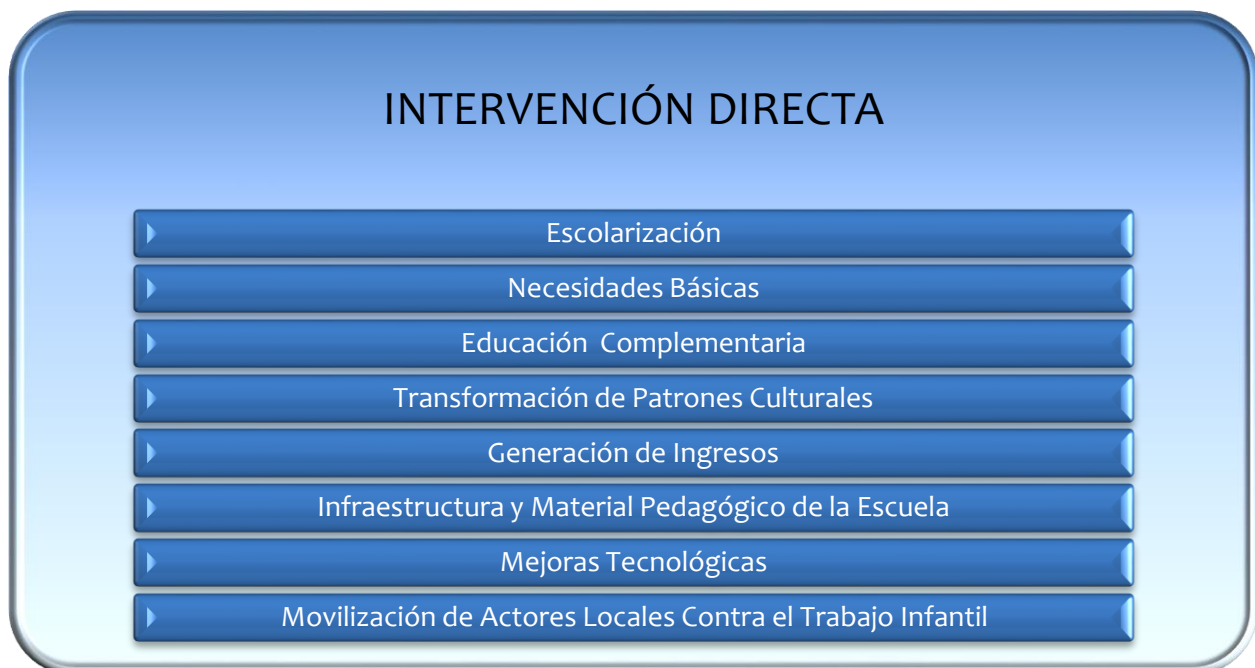 INTERVENCIÓN DIRECTA
Escolarización
Necesidades Básicas
Educación  Complementaria
Transformación de Patrones Culturales
Generación de Ingresos
Infraestructura y Material Pedagógico de la Escuela
Mejoras Tecnológicas
Movilización de Actores Locales Contra el Trabajo Infantil